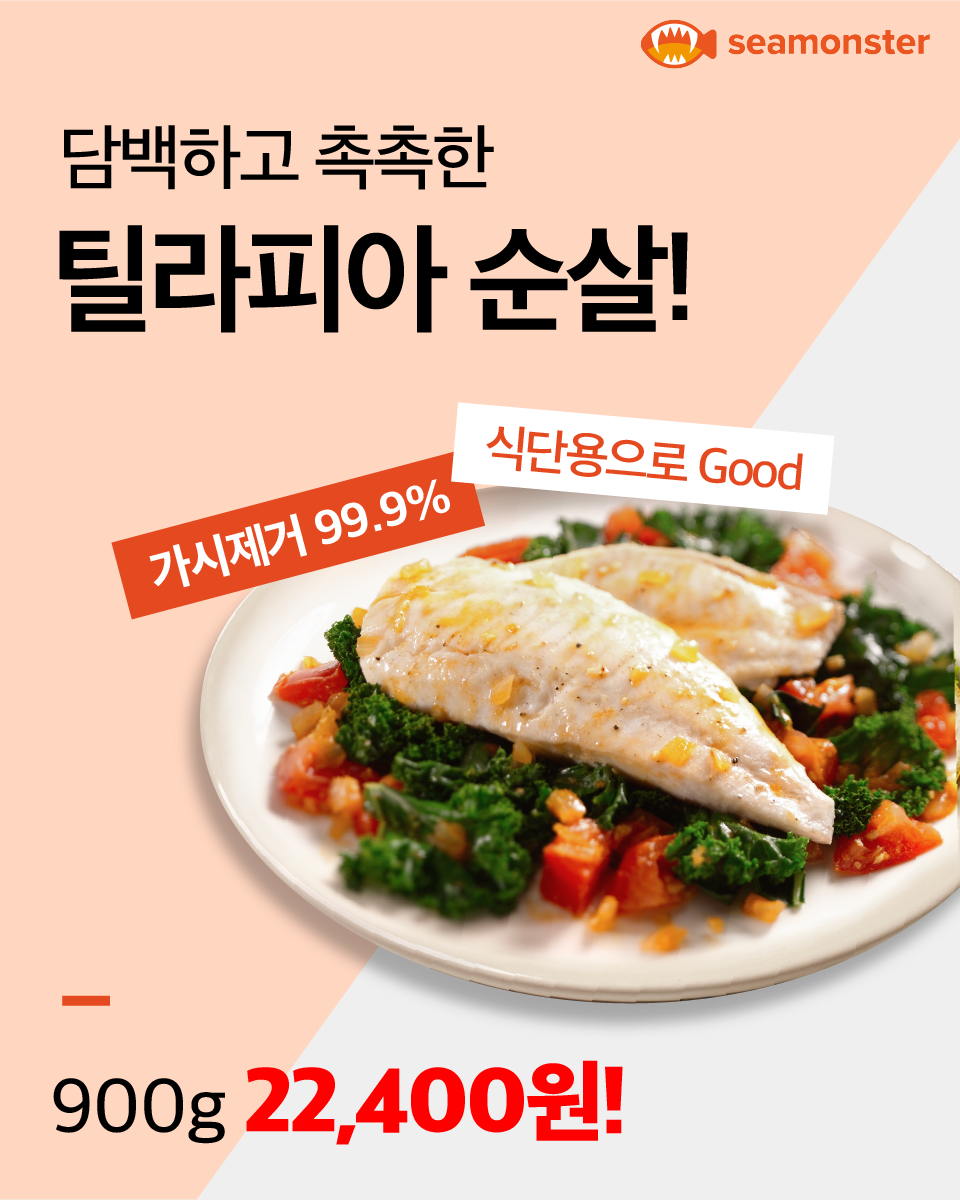 seamonster
담백하고 촉촉한
틸라피아 순살!
식단용으로 Good
가시제거 99.9%
900g 22,400원!